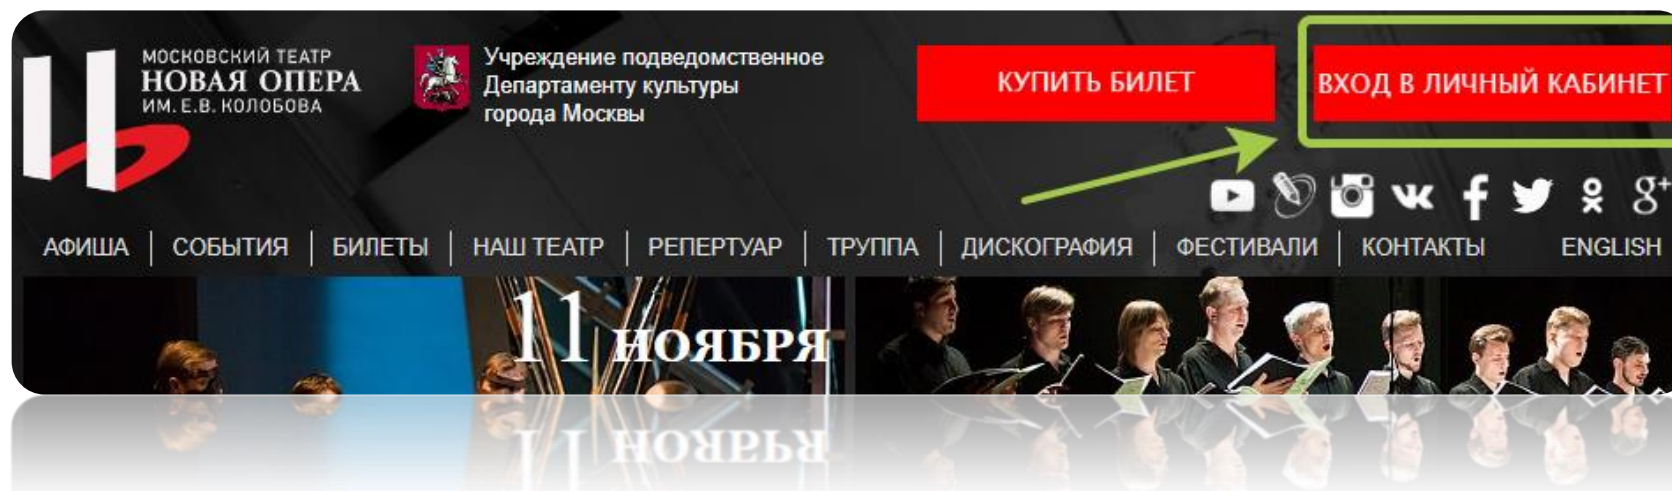 МОСКОВСКИЙ ТЕАТР
НОВАЯ ОПЕРА
ИМ. Е.В. КОЛОБОВА
Учреждение подведомственное
Департаменту культуры
города Москвы
КУПИТЬ БИЛЕТ
ВХОД В ЛИЧНЫЙ КАБИНЕТ
АФИША СОБЫТИЯ БИЛЕТЫ НАШ ТЕАТР РЕПЕРТУАР ТРУППА ДИСКОГРАФИЯ ФЕСТИВАЛИ КОНТАКТЫ ENGLISH
11 НОЯБРЯ